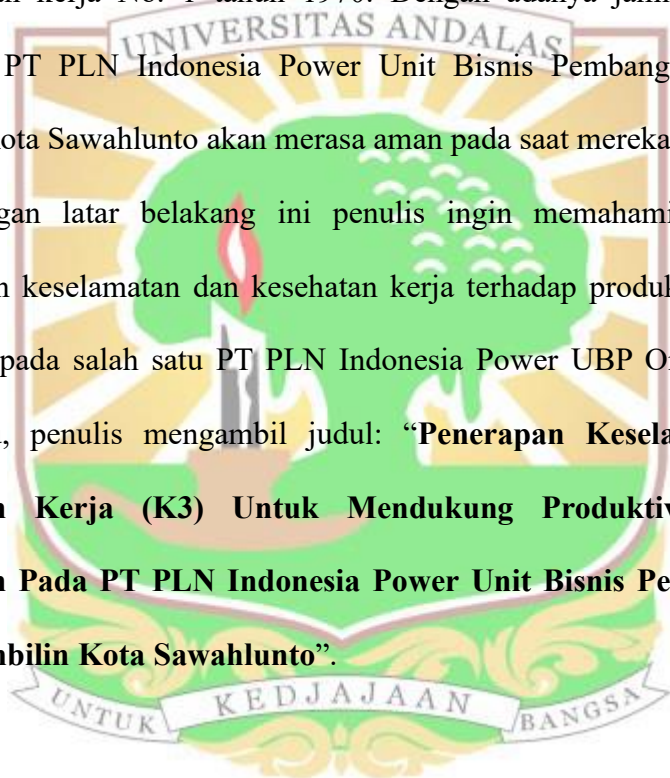 kerja No. 1 tahun 1970. Dengan adanya
UNIVERSITAS ANDALAS
PT PLN Indonesia Power Unit Bisnis Pembang
ota Sawahlunto akan merasa aman pada saat mereka
gan latar belakang ini penulis ingin memahami
n keselamatan dan kesehatan kerja terhadap produk
pada salah satu PT PLN Indonesia Power UBP O
, penulis mengambil judul: “Penerapan Kesela
n Kerja (K3) Untuk Mendukung Produktiv
n Pada PT PLN Indonesia Power Unit Bisnis Pe
nbilin Kota Sawahlunto”.
UNTUK KEDJAJAAN BANGSA